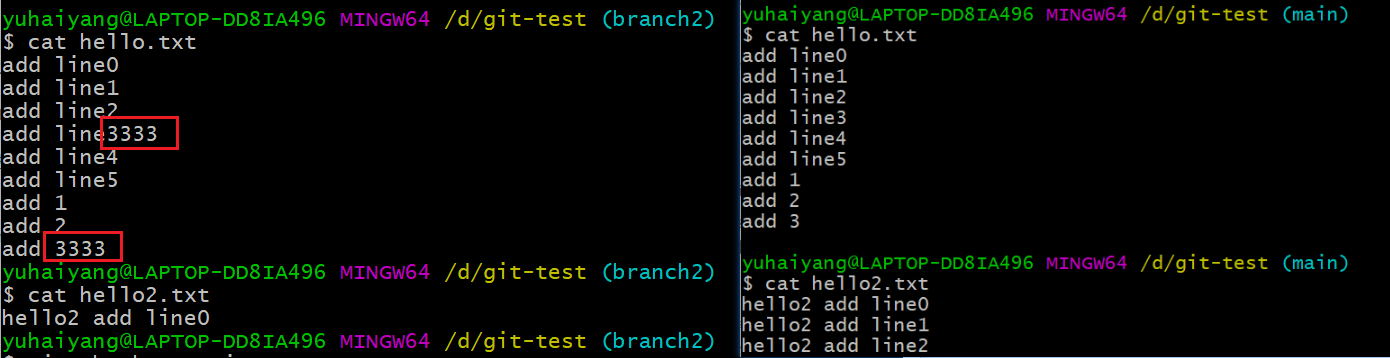 yuhaiyang@LAPTOP-DD8IA496 MINGW64 /d/git-test (branch2)
$ cat hello.txt
add line0
add line1
add line2
add line3333
add line4
add line5
add 1
add 2
add 3333
yuhaiyang@LAPTOP-DD8IA496 MINGW64 /d/git-test (branch2)
$ cat hello2.txt
hello2 add line0
yuhaiyang@LAPTOP-DD8IA496 MINGW64 /d/git-test (branch2)
yuhaiyang@LAPTOP-DD8IA496 MINGW64 /d/git-test (main)
$ cat hello.txt
add line0
add line1
add line2
add line3
add line4
add line5
add 1
add 2
add 3
yuhaiyang@LAPTOP-DD8IA496 MINGW64 /d/git-test (main)
$ cat hello2.txt
hello2 add line0
hello2 add line1
hello2 add line2